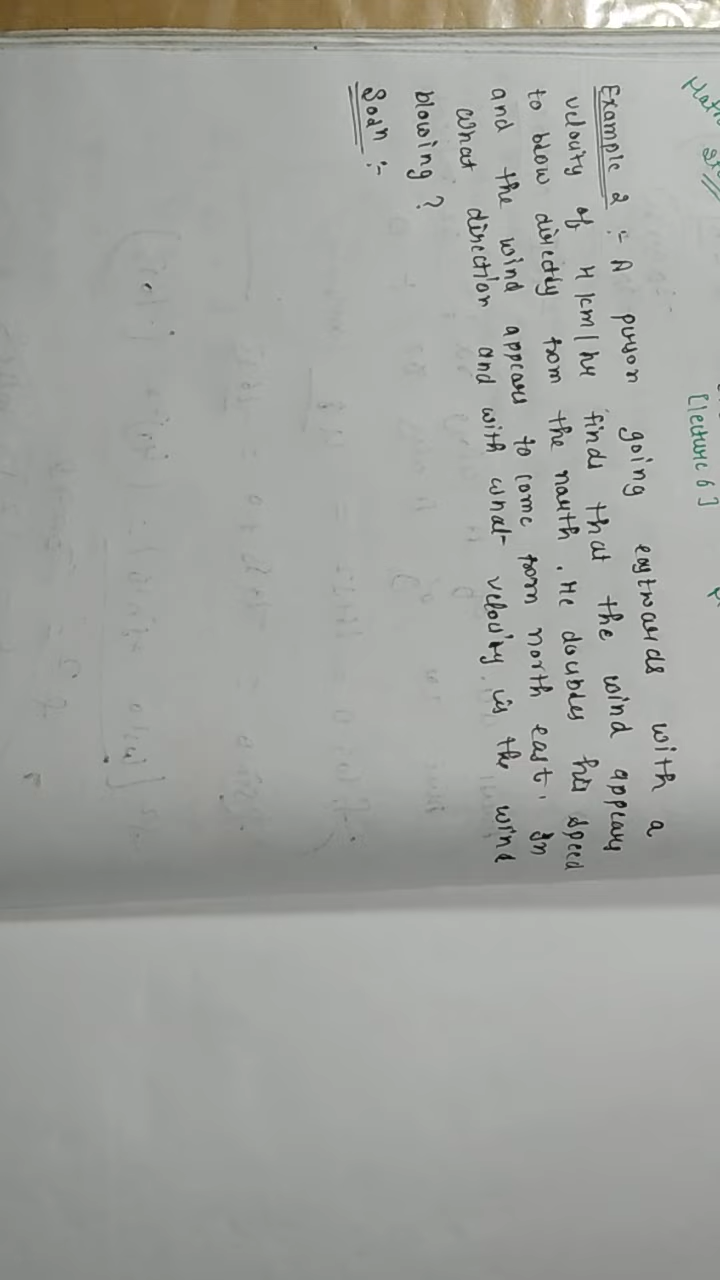 [lecture 6]
Example 2 :- A person going eastwards with a
velocity of 4 km/hr finds that the wind appears
to blow directly from the north. He doubles his speed
and the wind appears to come from north east. In
what direction and with what velocity is the wind
blowing ?
Sol^n :-